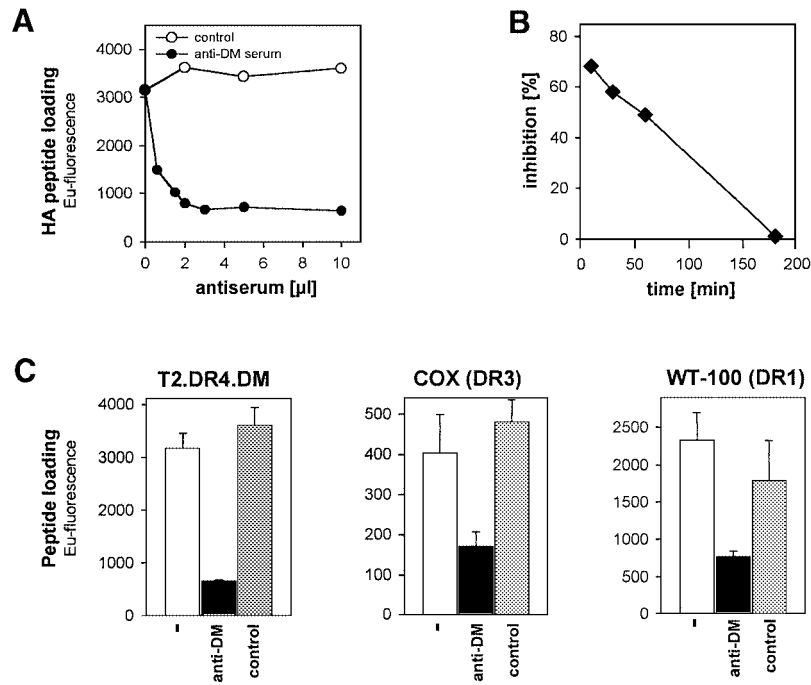 A
HA peptide loading
Eu-fluorescence
4000
3000
2000
1000
0
control
anti-DM serum
0 2 4 6 8 10
antiserum [µl]
B
inhibition [%]
80
60
40
20
0
0 50 100 150 200
time [min]
C
Peptide loading
Eu-fluorescence
T2.DR4.DM
4000
3000
2000
1000
0
-
anti-DM
control
COX (DR3)
500
400
300
200
100
0
-
anti-DM
control
WT-100 (DR1)
2500
2000
1500
1000
500
0
-
anti-DM
control